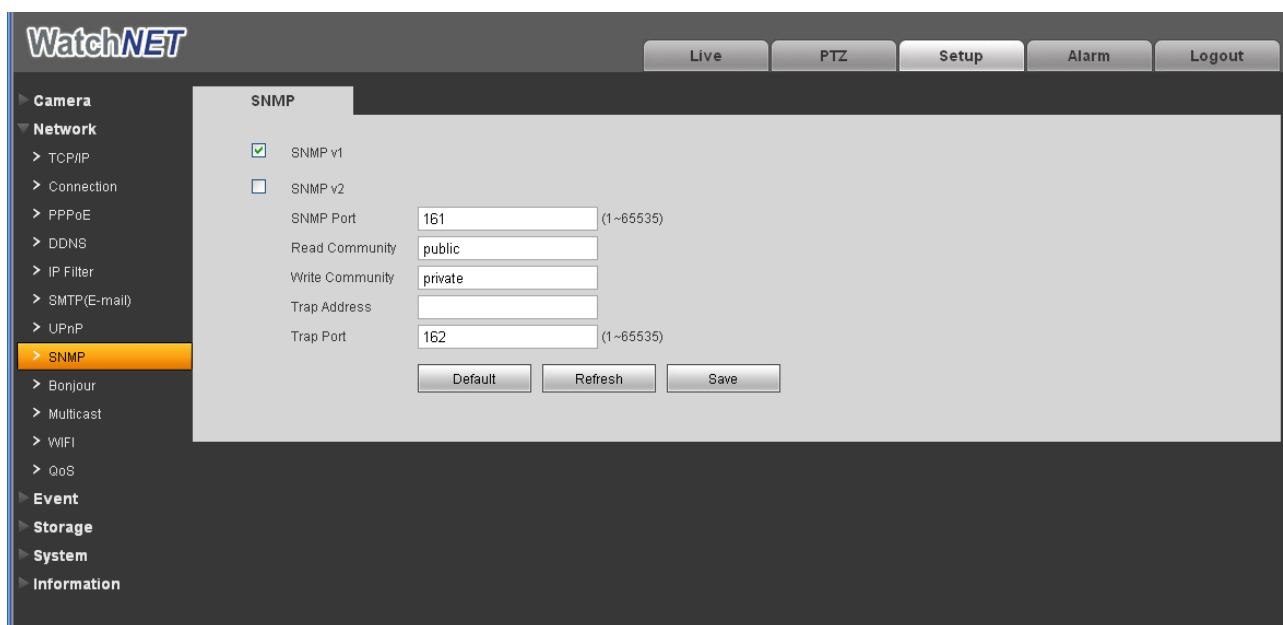 WatchNET
Live PTZ Setup Alarm Logout
Camera
Network
> TCP/IP
> Connection
> PPPoE
> DDNS
> IP Filter
> SMTP(E-mail)
> UPnP
> SNMP
> Bonjour
> Multicast
> WIFI
> QoS
Event
Storage
System
Information
SNMP
SNMP v1
SNMP v2
SNMP Port 161 (1~65535)
Read Community public
Write Community private
Trap Address
Trap Port 162 (1~65535)
Default Refresh Save